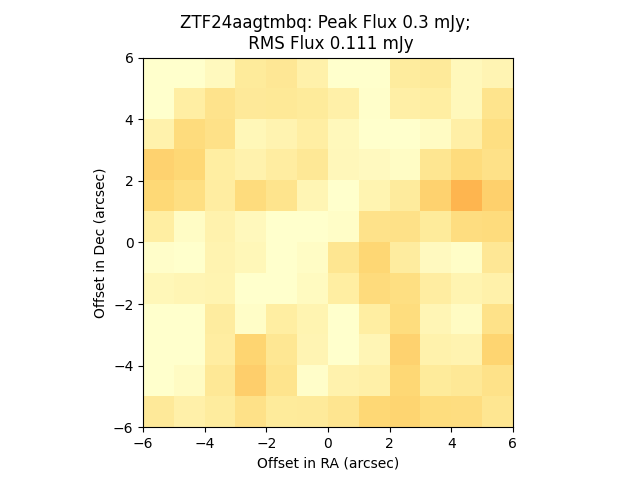 ZTF24aagtmbq: Peak Flux 0.3 mJy;
RMS Flux 0.111 mJy
6
4
2
0
−2
−4
−6
Offset in Dec (arcsec)
−6 −4 −2 0 2 4 6
Offset in RA (arcsec)